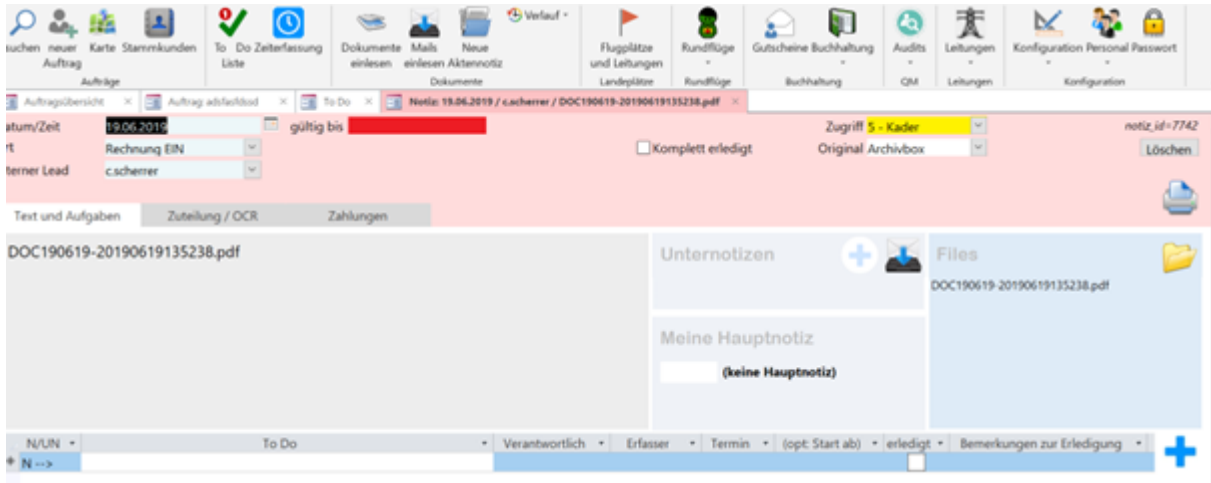 suchen neuer Auftrag Karte Stammkunden To Do Liste Zeiterfassung Dokumente einlesen Mails einlesen Neue Aktennotiz Verlauf Flugplätze und Leitungen Rundflüge Gutscheine Buchhaltung Audits Leitungen Konfiguration Personal Passwort
Aufträge Dokumente Landeplätze Rundflüge Buchhaltung QM Leitungen Konfiguration
Auftragsübersicht Auftrag: adsfasfdsod To Do Notiz: 19.06.2019 / c.scherrer / DOC190619-20190619135238.pdf
atum/Zeit 19.06.2019 gültig bis Zugriff 5 - Kader notiz_id=7742
rt Rechnung EIN Komplett erledigt Original Archivbox Löschen
terner Lead c.scherrer
Text und Aufgaben Zuteilung / OCR Zahlungen
DOC190619-20190619135238.pdf Unternotizen Files
DOC190619-20190619135238.pdf
Meine Hauptnotiz
(keine Hauptnotiz)
N/UN To Do Verantwortlich Erfasser Termin (opt: Start ab) erledigt Bemerkungen zur Erledigung
N -->